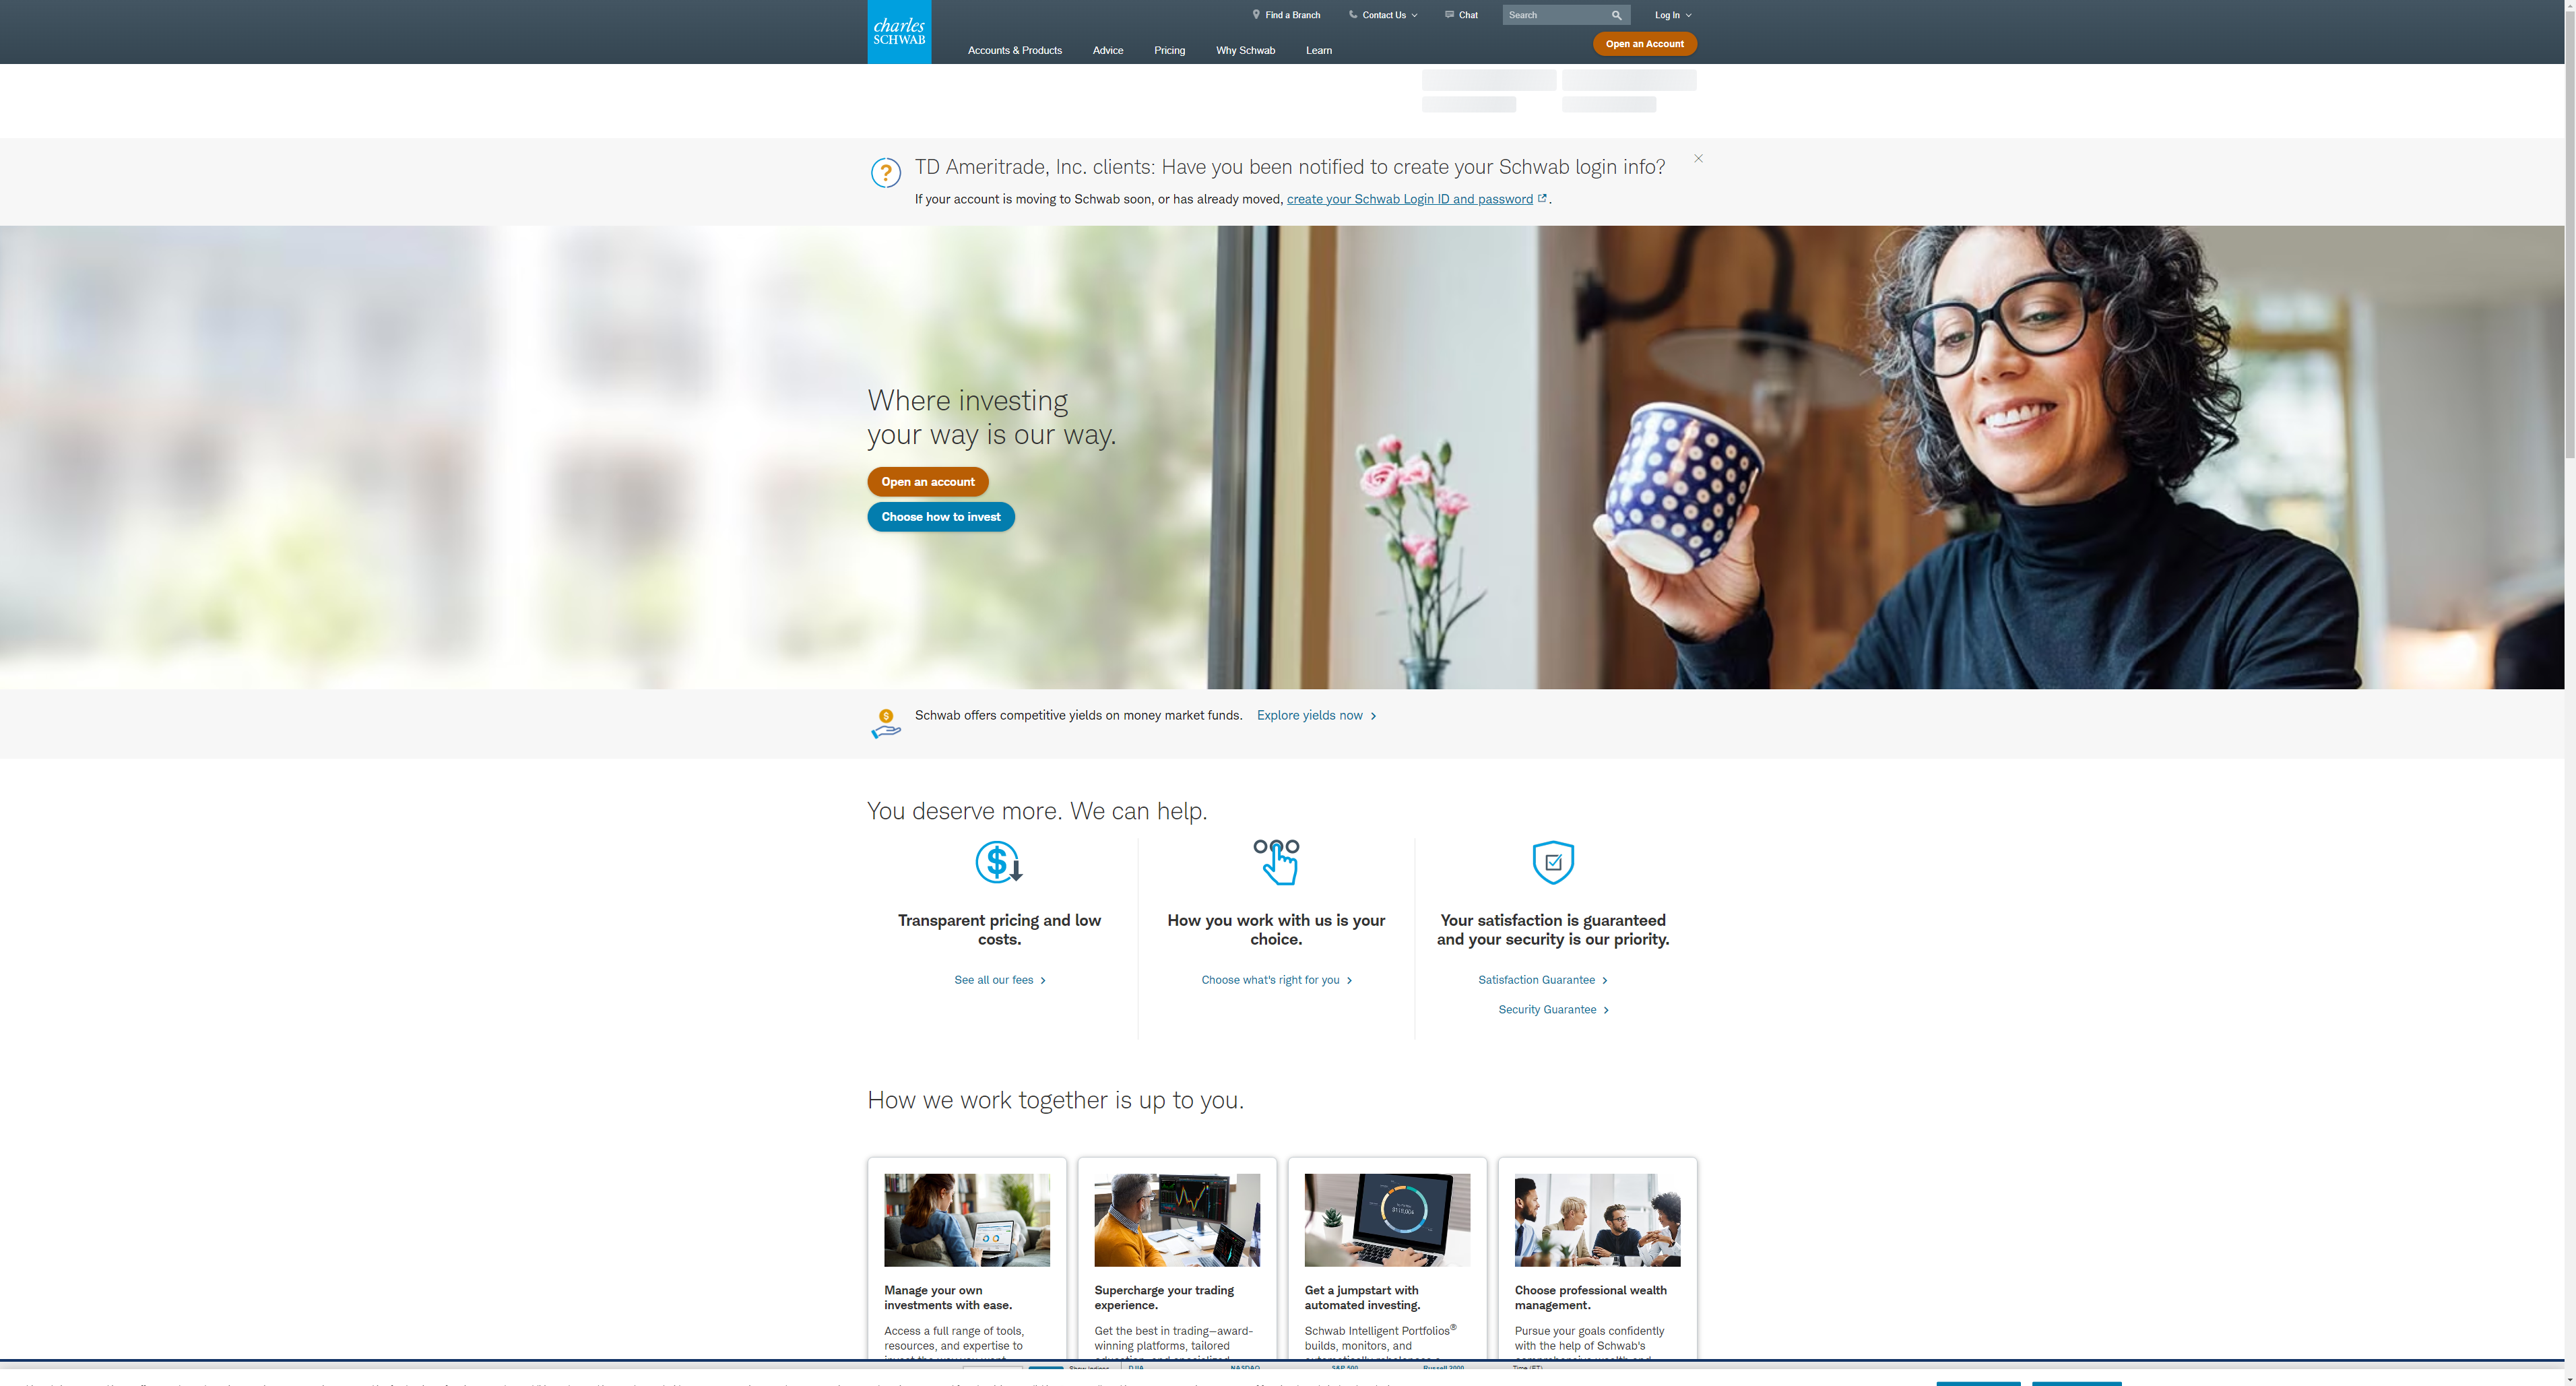 charles
SCHWAB
Find a Branch
Contact Us
Chat
Search
Log In
Accounts & Products
Advice
Pricing
Why Schwab
Learn
Open an Account
TD Ameritrade, Inc. clients: Have you been notified to create your Schwab login info?
If your account is moving to Schwab soon, or has already moved, create your Schwab Login ID and password.
Where investing
your way is our way.
Open an account
Choose how to invest
Schwab offers competitive yields on money market funds. Explore yields now
You deserve more. We can help.
Transparent pricing and low
costs.
See all our fees
How you work with us is your
choice.
Choose what's right for you
Your satisfaction is guaranteed
and your security is our priority.
Satisfaction Guarantee
Security Guarantee
How we work together is up to you.
Manage your own
investments with ease.
Access a full range of tools,
resources, and expertise to
Supercharge your trading
experience.
Get the best in trading—award-
winning platforms, tailored
Get a jumpstart with
automated investing.
Schwab Intelligent Portfolios®
builds, monitors, and
Choose professional wealth
management.
Pursue your goals confidently
with the help of Schwab's
DJIA
NASDAQ
S&P 500
Russell 2000
Time (ET)